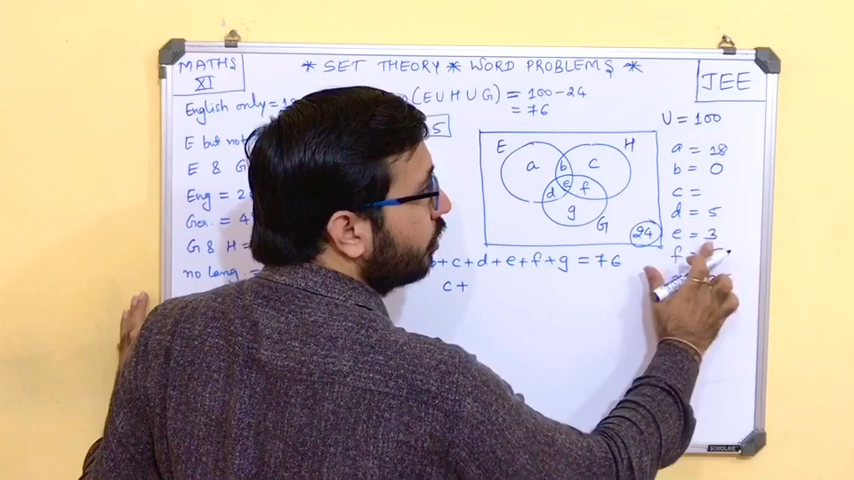 MATHS
XI
* SET THEORY * WORD PROBLEMS *
JEE
English only = 18
(E U H U G) = 100-24
= 76
E but not
5
E & G
Eng = 2
Ger. = 4
G & H =
no lang. =
E
H
a
b
c
d
e
f
g
G
24
U = 100
a = 18
b = 0
c =
d = 5
e = 3
f
+c+d+e+f+g = 76
c +
SCHOLAR